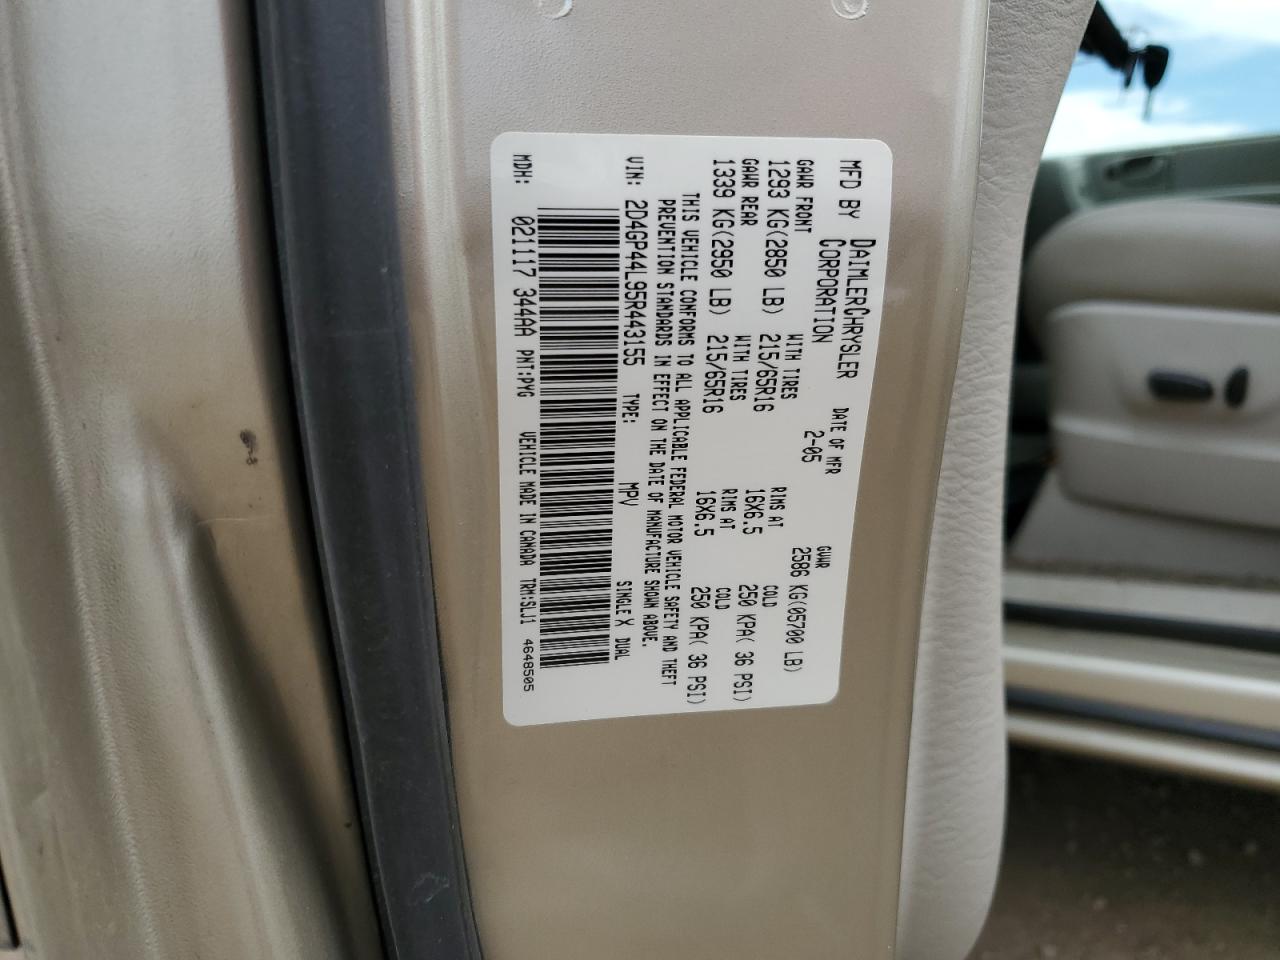 MFD BY DAIMLERCHRYSLER CORPORATION
DATE OF MFR 2-05
GVWR 2586 KG(05700 LB)
GAWR FRONT WITH TIRES RIMS AT COLD
1293 KG(2850 LB) 215/65R16 16X6.5 250 KPA( 36 PSI)
GAWR REAR WITH TIRES RIMS AT COLD
1339 KG(2950 LB) 215/65R16 16X6.5 250 KPA( 36 PSI)
THIS VEHICLE CONFORMS TO ALL APPLICABLE FEDERAL MOTOR VEHICLE SAFETY AND THEFT
PREVENTION STANDARDS IN EFFECT ON THE DATE OF MANUFACTURE SHOWN ABOVE.
VIN: 2D4GP44L95R443155 TYPE: MPV SINGLE X DUAL
MDH: 021117 344AA PNT:PYG VEHICLE MADE IN CANADA TRM:SLJ1 4648505